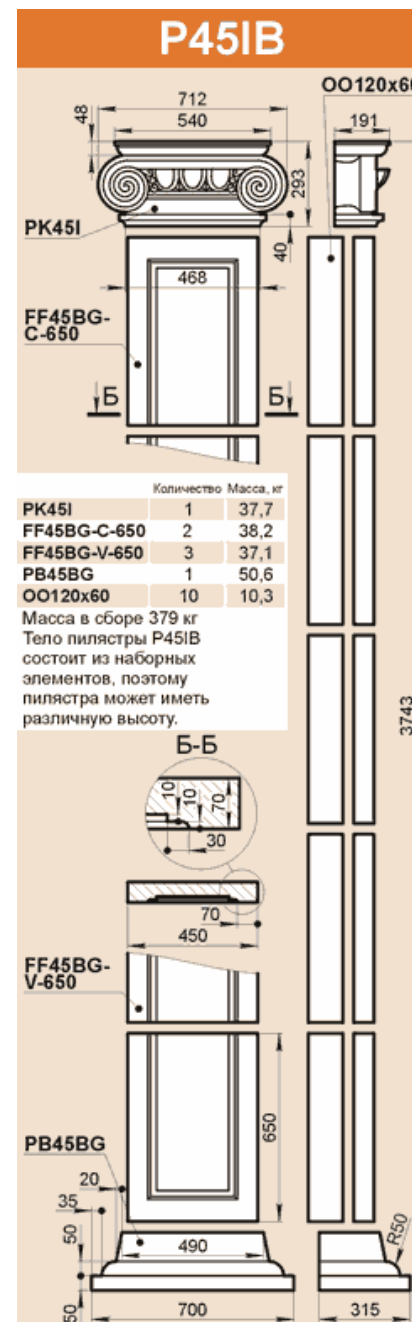 P45IB
OO120x60
712
540
191
48
293
PK45I
40
468
FF45BG-
C-650
Б Б
Количество Масса, кг
PK45I 1 37,7
FF45BG-C-650 2 38,2
FF45BG-V-650 3 37,1
PB45BG 1 50,6
OO120x60 10 10,3
Масса в сборе 379 кг
Тело пилястры P45IB
состоит из наборных
элементов, поэтому
пилястра может иметь
различную высоту.
3743
Б-Б
10 10 70
30
70
450
FF45BG-
V-650
650
PB45BG
20
35
50
490
R50
50
700
315